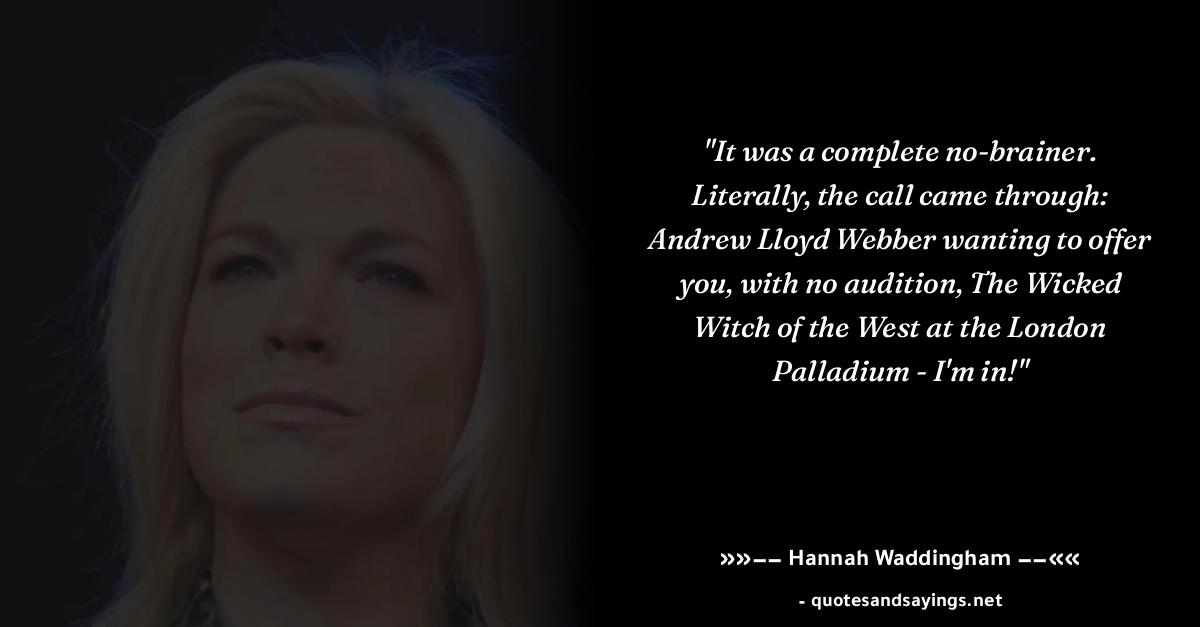 "It was a complete no-brainer.
Literally, the call came through:
Andrew Lloyd Webber wanting to offer
you, with no audition, The Wicked
Witch of the West at the London
Palladium - I'm in!"
»»−− Hannah Waddingham −−««
- quotesandsayings.net